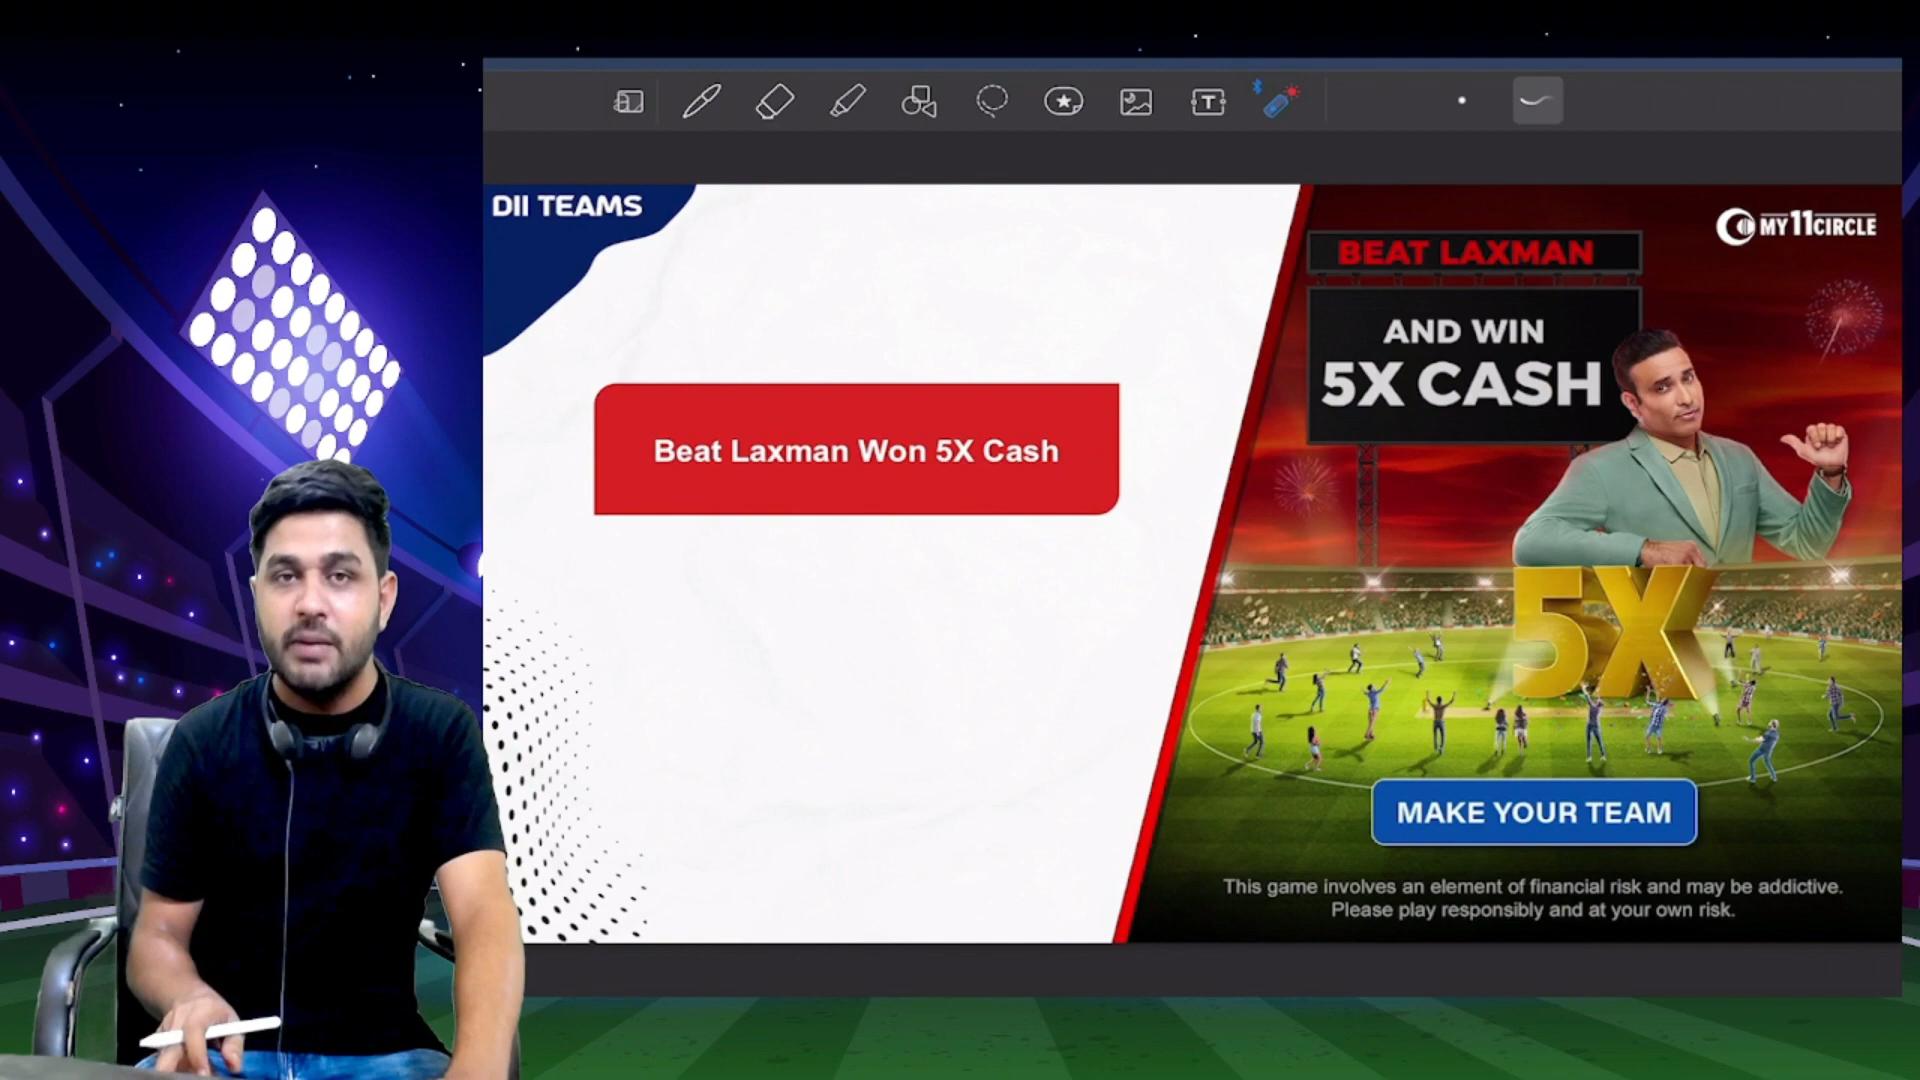 DII TEAMS
Beat Laxman Won 5X Cash
MY11CIRCLE
BEAT LAXMAN
AND WIN
5X CASH
5X
MAKE YOUR TEAM
This game involves an element of financial risk and may be addictive.
Please play responsibly and at your own risk.